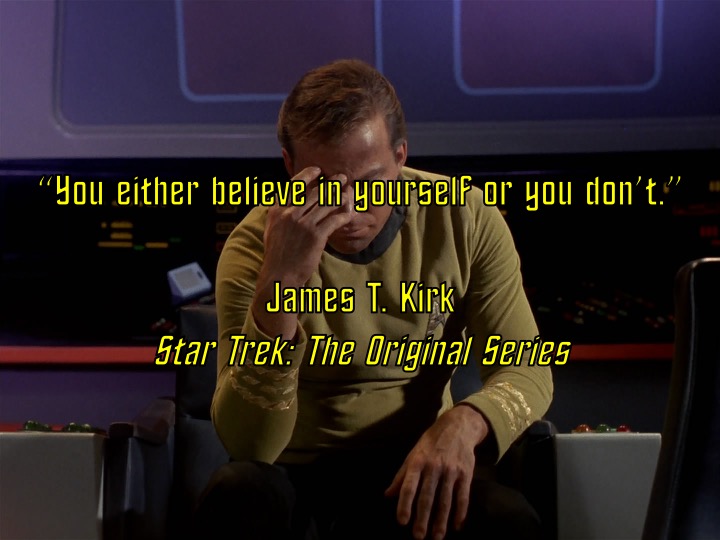 “You either believe in yourself or you don’t.”
James T. Kirk
Star Trek: The Original Series